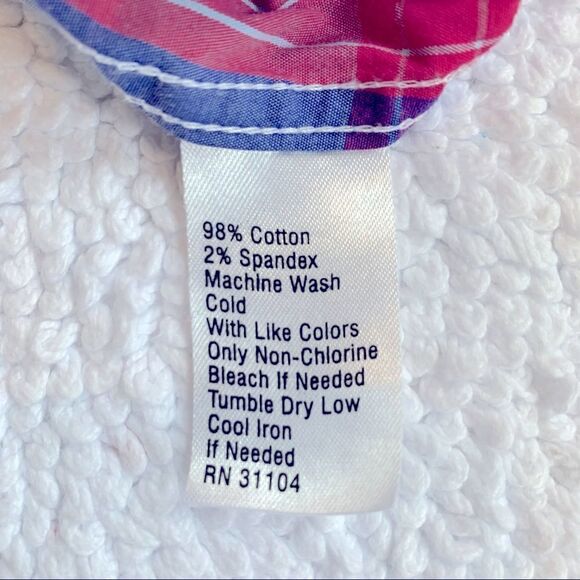 98% Cotton
2% Spandex
Machine Wash
Cold
With Like Colors
Only Non-Chlorine
Bleach If Needed
Tumble Dry Low
Cool Iron
If Needed
RN 31104